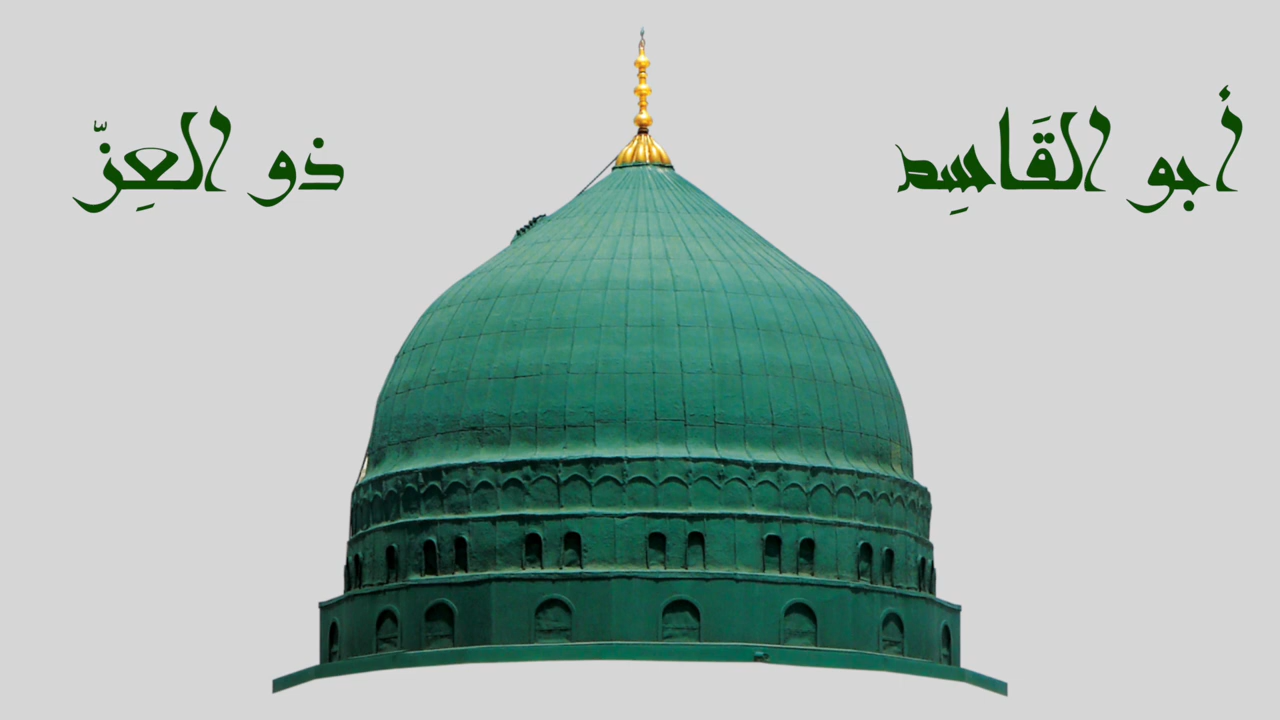 أبو القَاسِم
ذو العِزّ